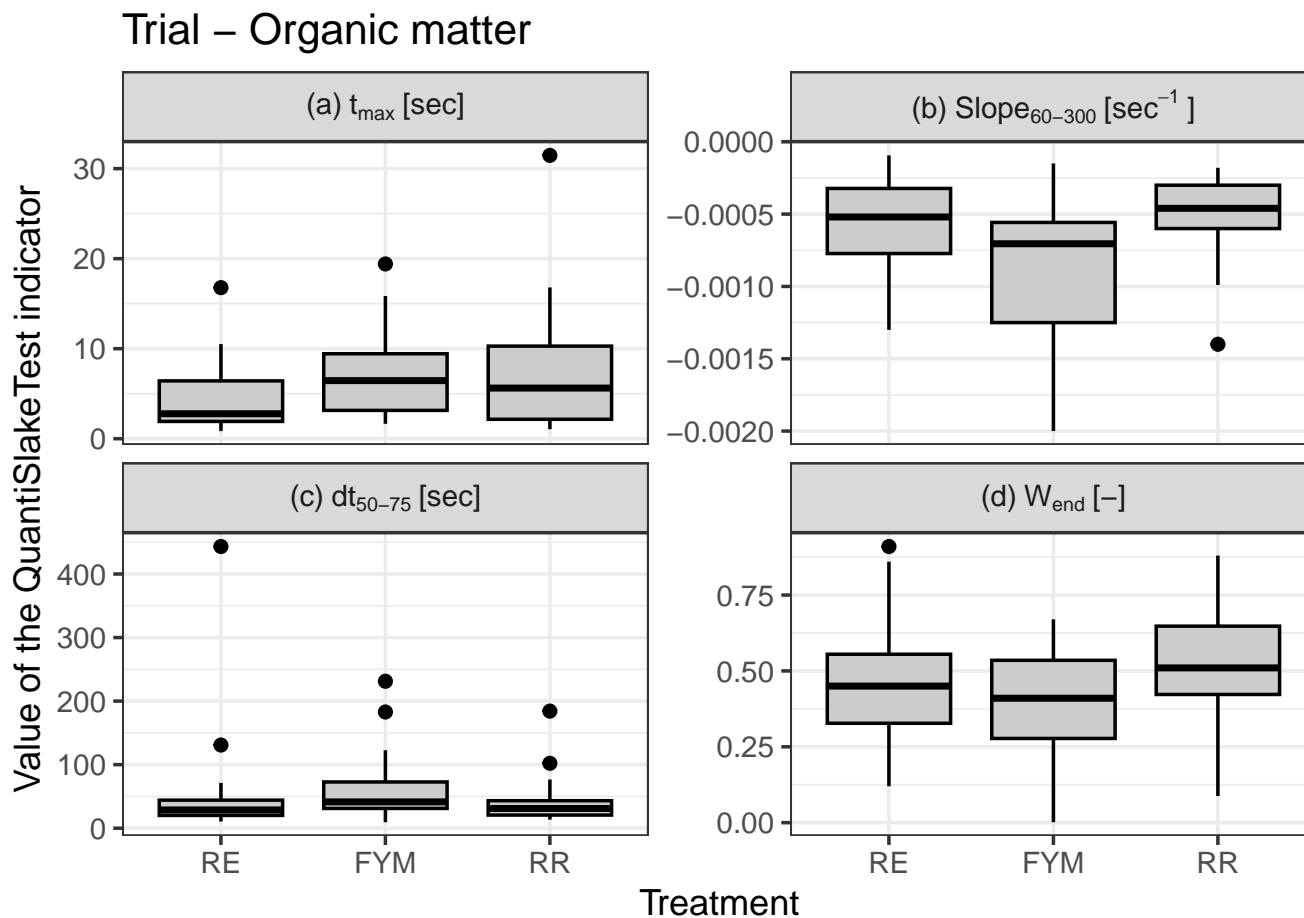 Trial − Organic matter
(a) tmax [sec]
(b) Slope60−300 [sec−1 ]
30
20
10
0
0.0000
−0.0005
−0.0010
−0.0015
−0.0020
(c) dt50−75 [sec]
(d) Wend [−]
400
300
200
100
0
0.75
0.50
0.25
0.00
RE FYM RR
RE FYM RR
Value of the QuantiSlakeTest indicator
Treatment